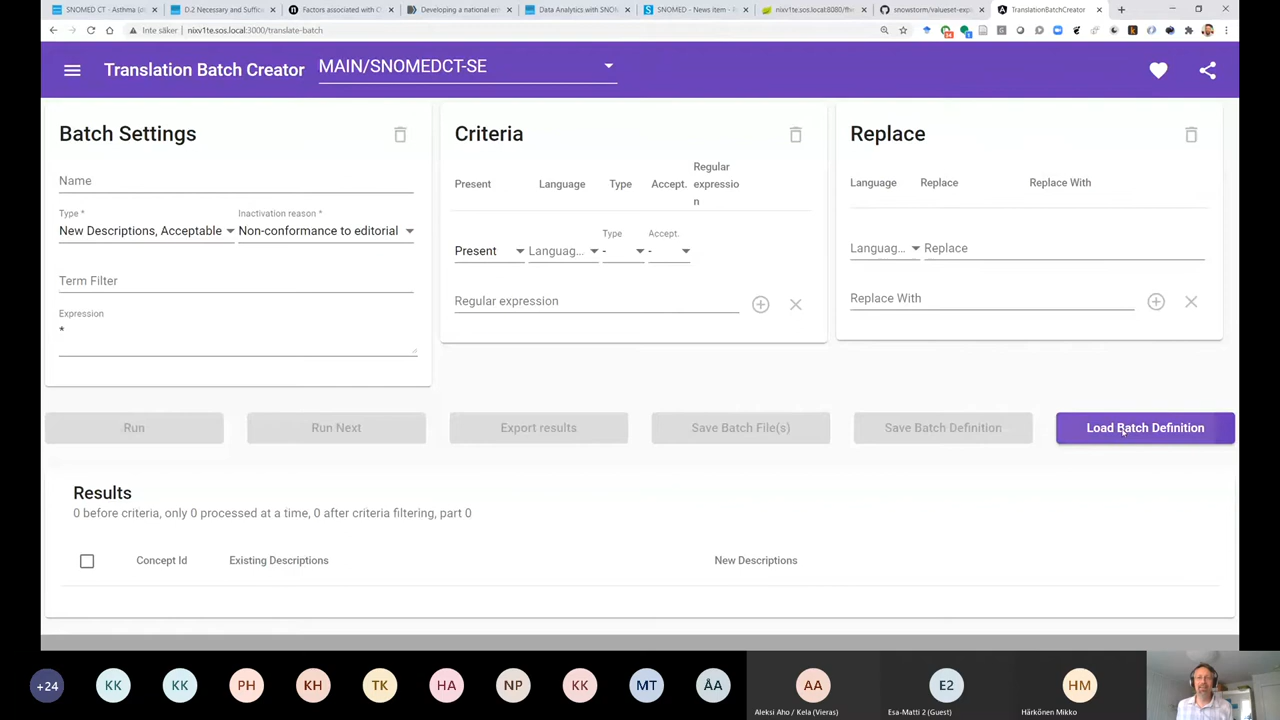 SNOMED CT - Asthma (di
D.2 Necessary and Suffici
Factors associated with C
Developing a national em
Data Analytics with SNOM
SNOMED - News item - P
nixv1te.sos.local:8080/fhir
snowstorm/valueset-exp
TranslationBatchCreator
Inte säker | nixv1te.sos.local:3000/translate-batch
Translation Batch Creator
MAIN/SNOMEDCT-SE
Batch Settings
Name
Type *
Inactivation reason *
New Descriptions, Acceptable
Non-conformance to editorial
Term Filter
Expression
*
Criteria
Present
Language
Type
Accept.
Regular
expressio
n
Type
Accept.
Present
Languag...
-
-
Regular expression
Replace
Language
Replace
Replace With
Languag...
Replace
Replace With
Run
Run Next
Export results
Save Batch File(s)
Save Batch Definition
Load Batch Definition
Results
0 before criteria, only 0 processed at a time, 0 after criteria filtering, part 0
Concept Id
Existing Descriptions
New Descriptions
+24
KK
KK
PH
KH
TK
HA
NP
KK
MT
ÅA
AA
E2
HM
Aleksi Aho / Kela (Vieras)
Esa-Matti 2 (Guest)
Härkönen Mikko